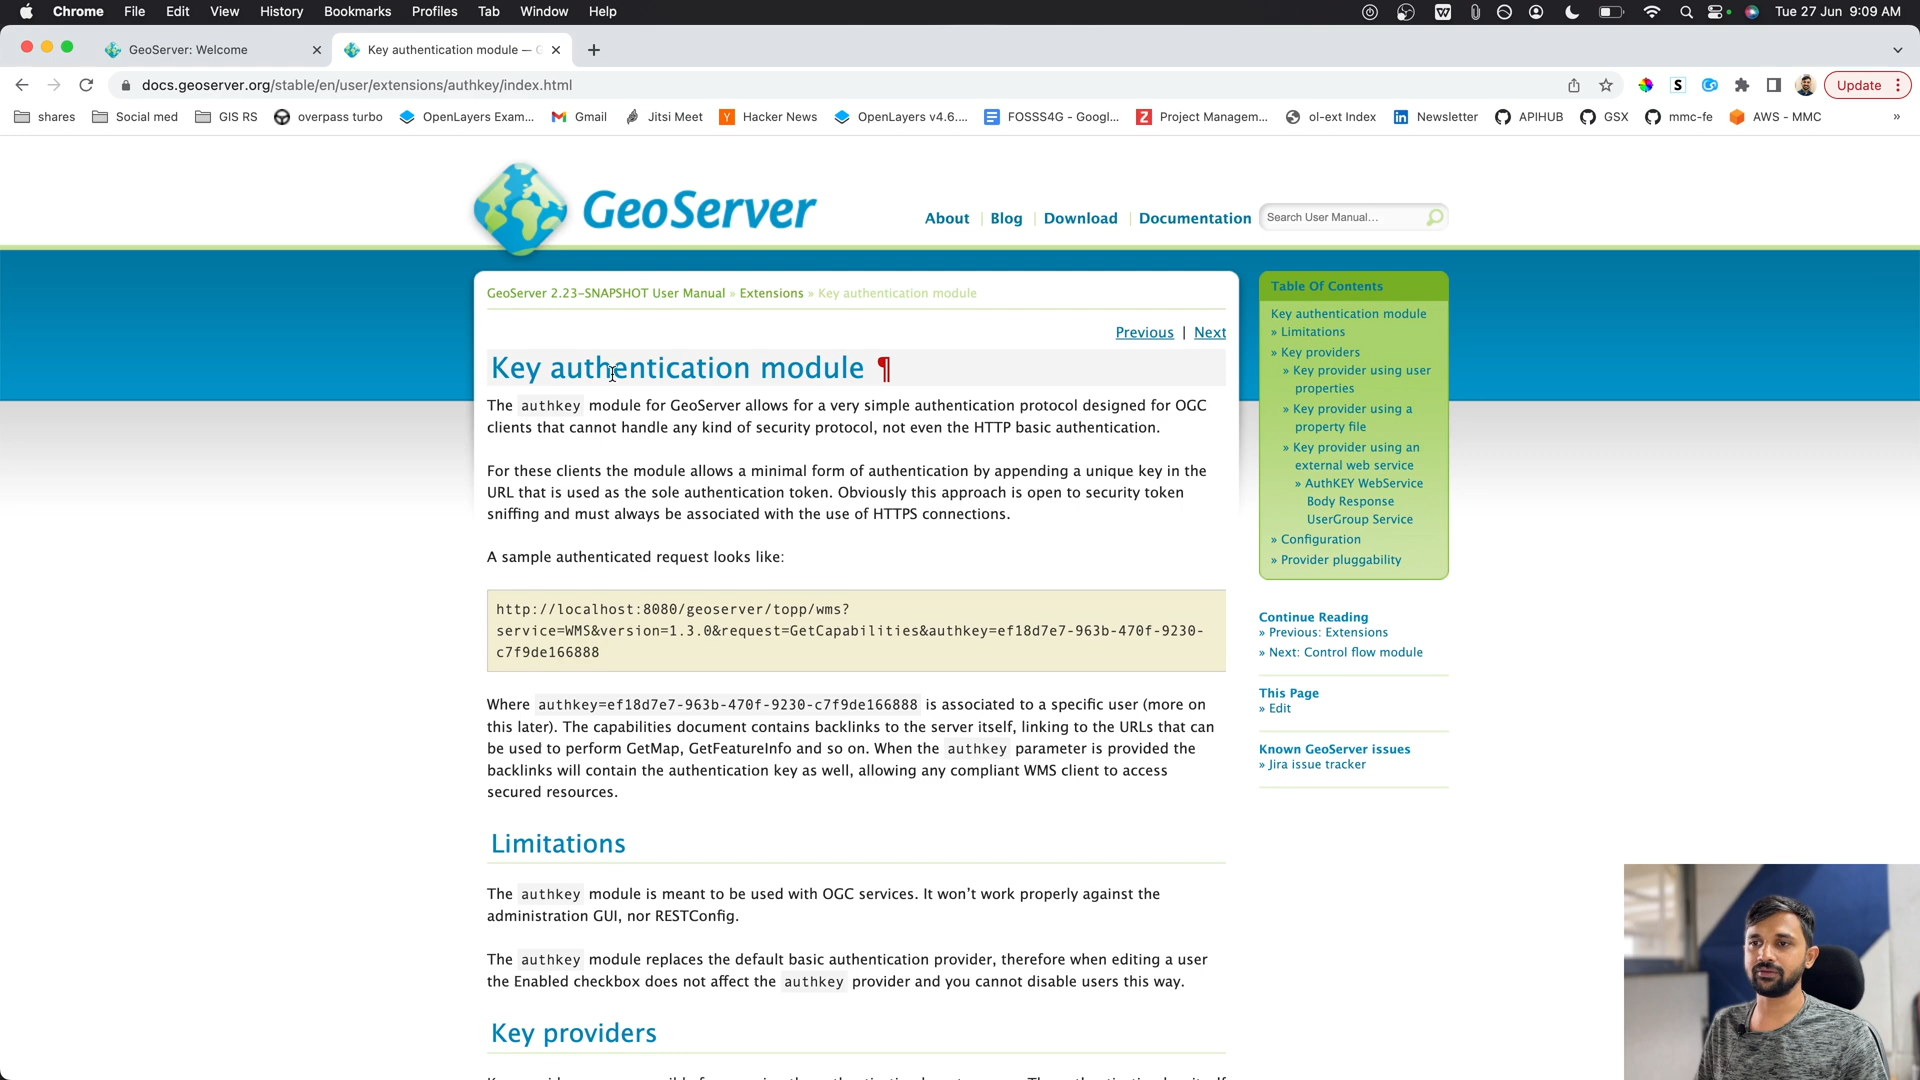 Chrome File Edit View History Bookmarks Profiles Tab Window Help Tue 27 Jun 9:09 AM
GeoServer: Welcome Key authentication module — G
docs.geoserver.org/stable/en/user/extensions/authkey/index.html Update
shares Social med GIS RS overpass turbo OpenLayers Exam... Gmail Jitsi Meet Hacker News OpenLayers v4.6.... FOSSS4G - Googl... Project Managem... ol-ext Index Newsletter APIHUB GSX mmc-fe AWS - MMC »
GeoServer
About Blog Download Documentation Search User Manual...
GeoServer 2.23-SNAPSHOT User Manual » Extensions » Key authentication module
Previous | Next
Key authentication module ¶
The authkey module for GeoServer allows for a very simple authentication protocol designed for OGC
clients that cannot handle any kind of security protocol, not even the HTTP basic authentication.
For these clients the module allows a minimal form of authentication by appending a unique key in the
URL that is used as the sole authentication token. Obviously this approach is open to security token
sniffing and must always be associated with the use of HTTPS connections.
A sample authenticated request looks like:
http://localhost:8080/geoserver/topp/wms?
service=WMS&version=1.3.0&request=GetCapabilities&authkey=ef18d7e7-963b-470f-9230-
c7f9de166888
Where authkey=ef18d7e7-963b-470f-9230-c7f9de166888 is associated to a specific user (more on
this later). The capabilities document contains backlinks to the server itself, linking to the URLs that can
be used to perform GetMap, GetFeatureInfo and so on. When the authkey parameter is provided the
backlinks will contain the authentication key as well, allowing any compliant WMS client to access
secured resources.
Limitations
The authkey module is meant to be used with OGC services. It won't work properly against the
administration GUI, nor RESTConfig.
The authkey module replaces the default basic authentication provider, therefore when editing a user
the Enabled checkbox does not affect the authkey provider and you cannot disable users this way.
Key providers
Table Of Contents
Key authentication module
» Limitations
» Key providers
» Key provider using user
properties
» Key provider using a
property file
» Key provider using an
external web service
» AuthKEY WebService
Body Response
UserGroup Service
» Configuration
» Provider pluggability
Continue Reading
» Previous: Extensions
» Next: Control flow module
This Page
» Edit
Known GeoServer issues
» Jira issue tracker